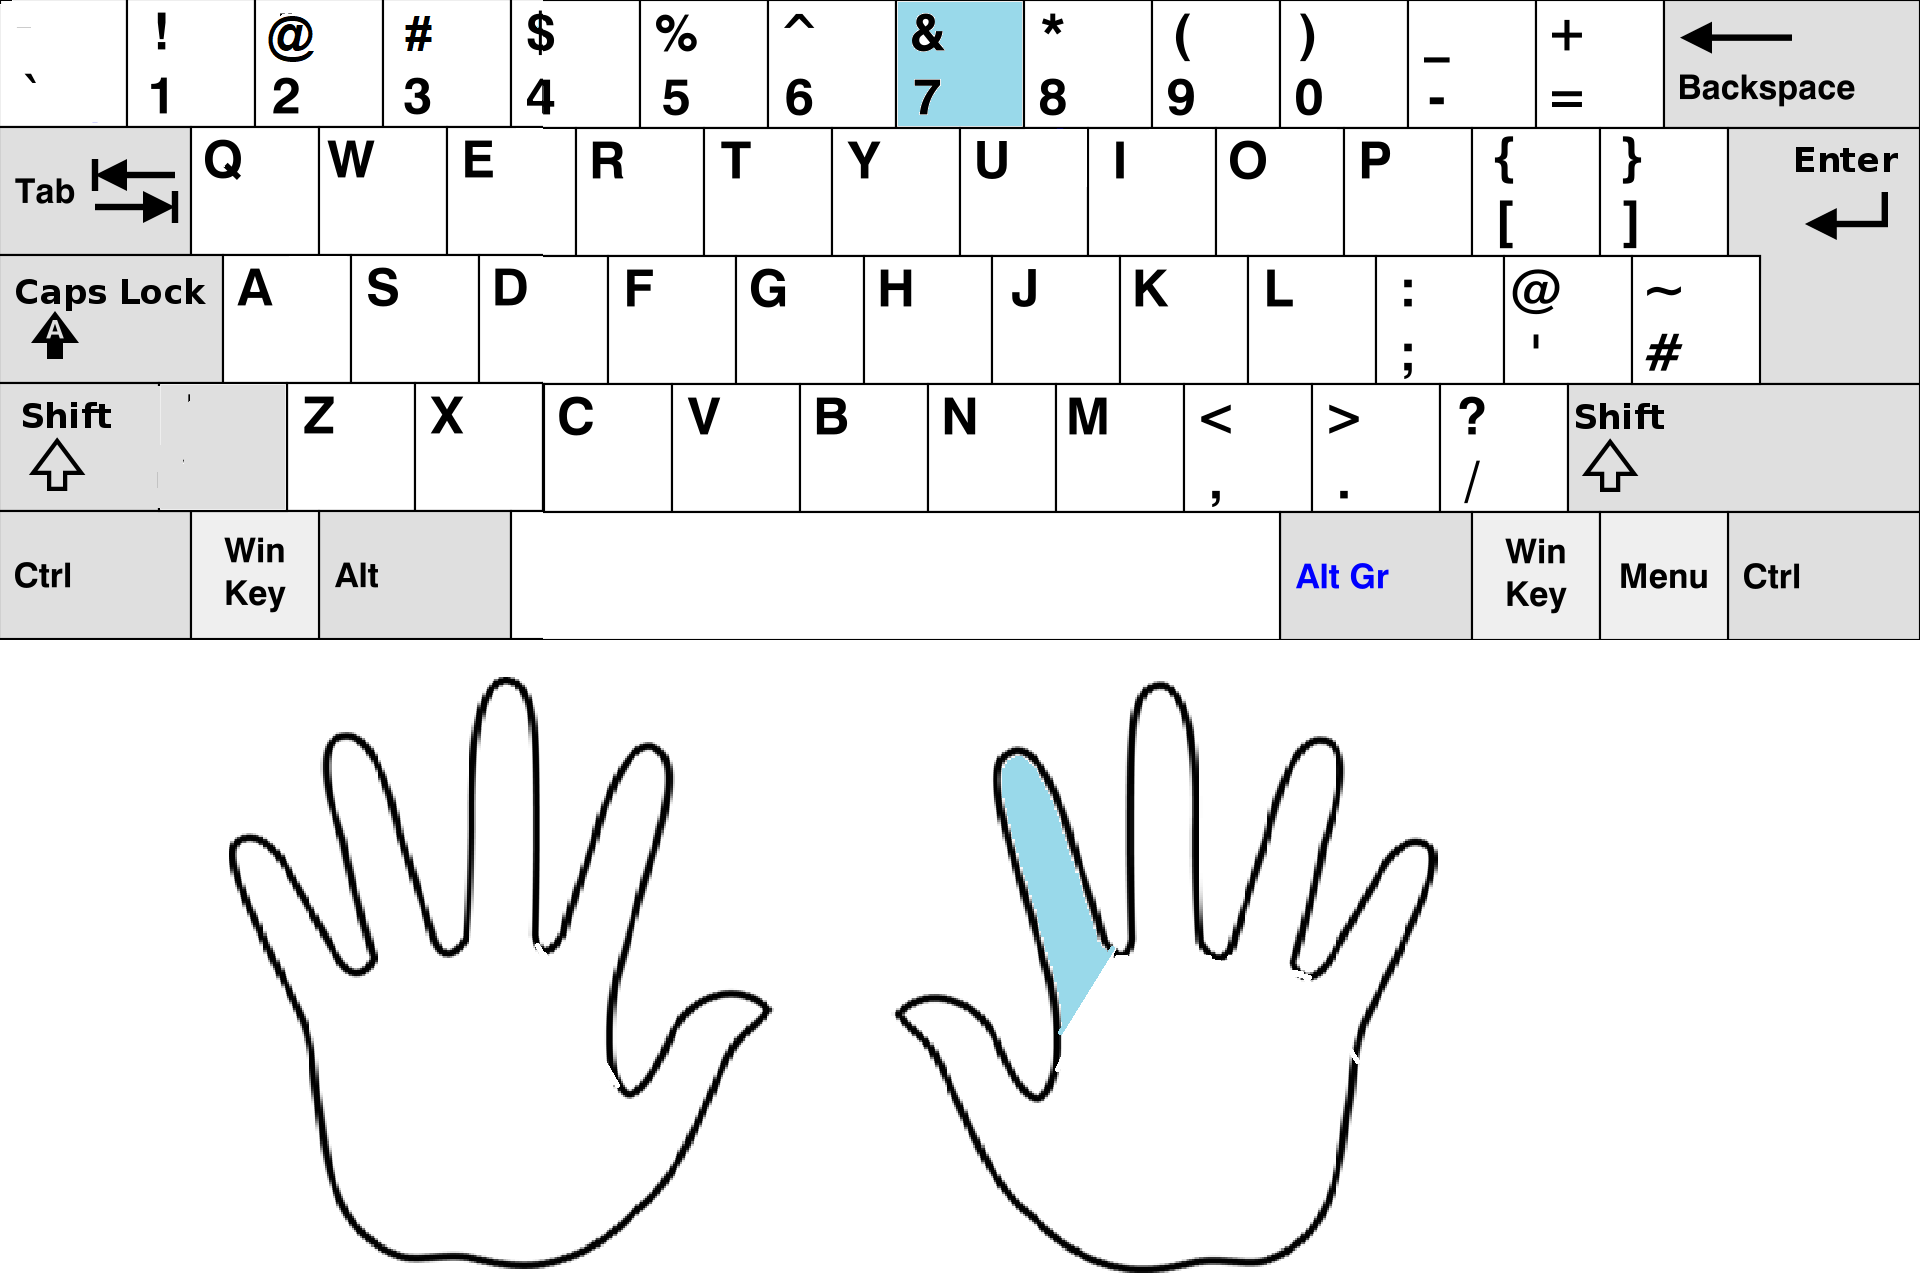 ! @ # $ % ^ & * ( ) _ +
` 1 2 3 4 5 6 7 8 9 0 - = Backspace
Tab Q W E R T Y U I O P { } Enter
[ ]
Caps Lock A S D F G H J K L : @ ~
A ; ' #
Shift Z X C V B N M < > ? Shift
, . /
Ctrl Win Key Alt Alt Gr Win Key Menu Ctrl